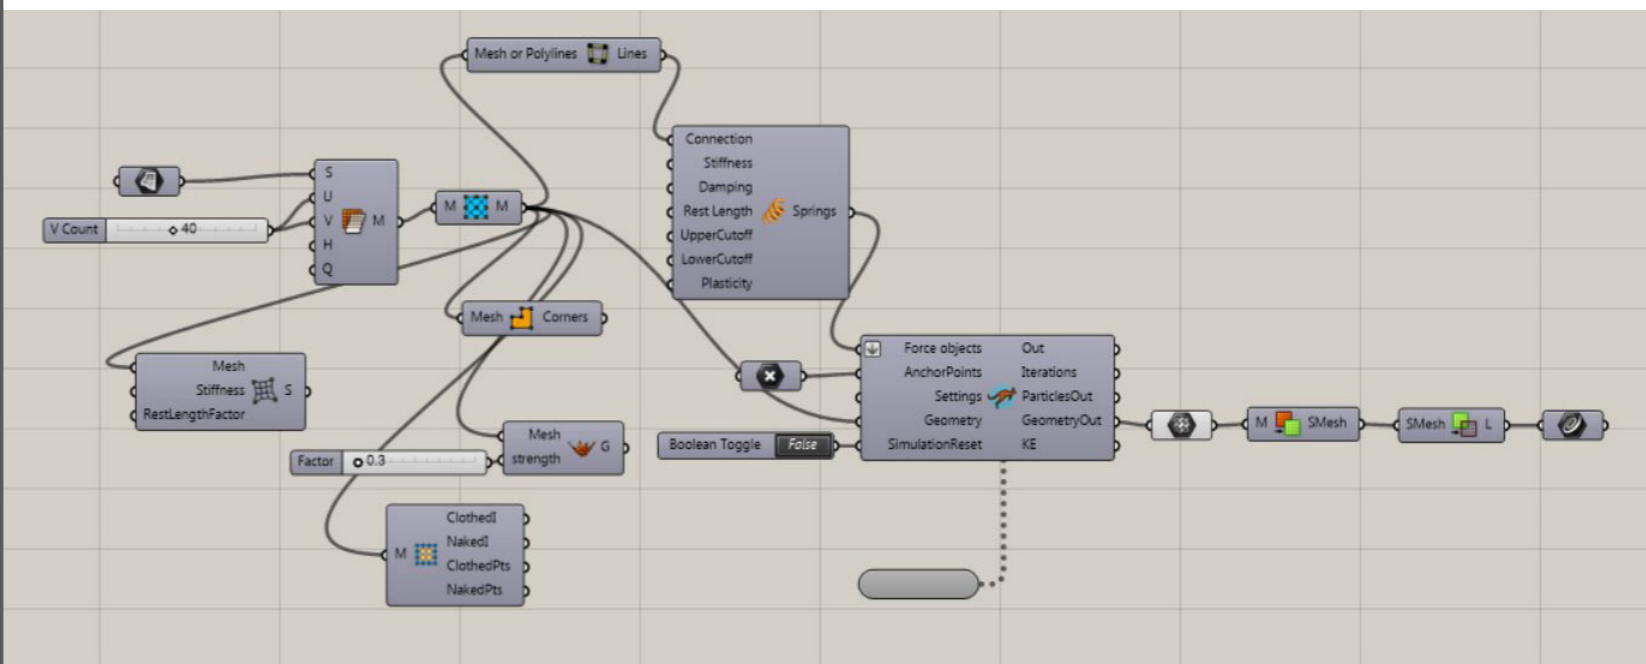 Mesh or Polylines Lines
Connection
Stiffness
Damping
Rest Length Springs
UpperCutoff
LowerCutoff
Plasticity
S
U
V M
H
Q
V Count 40
M M
Mesh Corners
Mesh
Stiffness S
RestLengthFactor
Force objects Out
AnchorPoints Iterations
Settings ParticlesOut
Geometry GeometryOut
SimulationReset KE
Boolean Toggle False
M SMesh
SMesh L
Mesh G
strength
Factor 0.3
ClothedI
NakedI
M ClothedPts
NakedPts